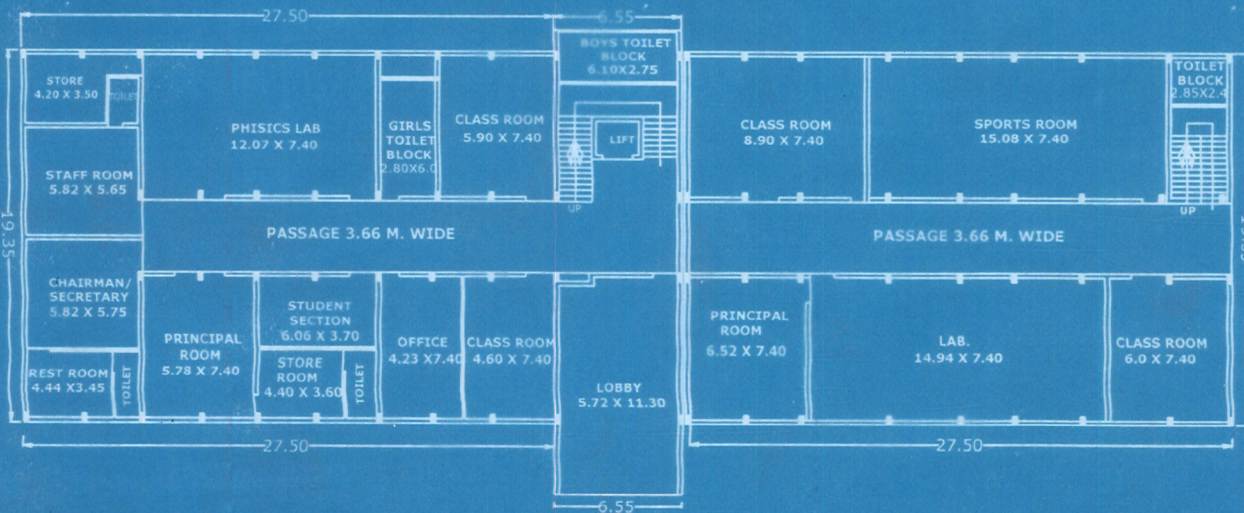 27.50
6.55
BOYS TOILET
BLOCK
6.10X2.75
STORE
4.20 X 3.50
TOILET
PHISICS LAB
12.07 X 7.40
GIRLS
TOILET
BLOCK
2.80X6.0
CLASS ROOM
5.90 X 7.40
LIFT
UP
CLASS ROOM
8.90 X 7.40
SPORTS ROOM
15.08 X 7.40
TOILET
BLOCK
2.85X2.4
UP
STAFF ROOM
5.82 X 5.65
19.35
PASSAGE 3.66 M. WIDE
PASSAGE 3.66 M. WIDE
CHAIRMAN/
SECRETARY
5.82 X 5.75
REST ROOM
4.44 X3.45
TOILET
PRINCIPAL
ROOM
5.78 X 7.40
STUDENT
SECTION
6.06 X 3.70
STORE
ROOM
4.40 X 3.60
TOILET
OFFICE
4.23 X7.40
CLASS ROOM
4.60 X 7.40
LOBBY
5.72 X 11.30
PRINCIPAL
ROOM
6.52 X 7.40
LAB.
14.94 X 7.40
CLASS ROOM
6.0 X 7.40
27.50
27.50
6.55